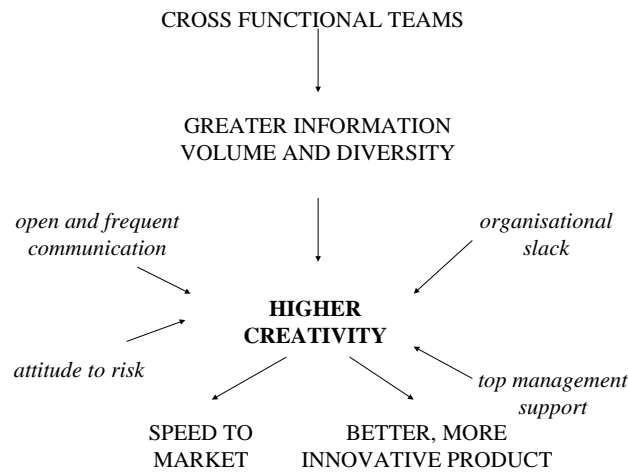 CROSS FUNCTIONAL TEAMS
GREATER INFORMATION
VOLUME AND DIVERSITY
open and frequent
communication
organisational
slack
HIGHER
CREATIVITY
attitude to risk
top management
support
SPEED TO
MARKET
BETTER, MORE
INNOVATIVE PRODUCT